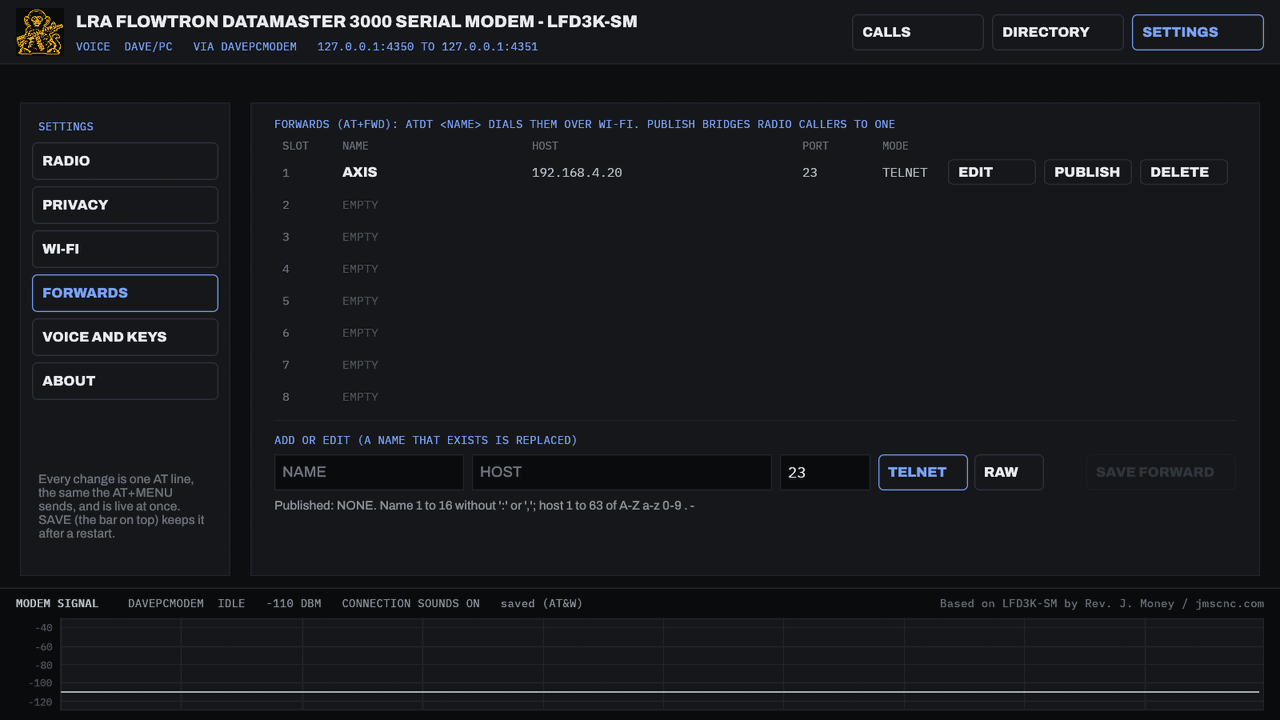 LRA FLOWTRON DATAMASTER 3000 SERIAL MODEM - LFD3K-SM
VOICE DAVE/PC VIA DAVEPCMODEM 127.0.0.1:4350 TO 127.0.0.1:4351
CALLS
DIRECTORY
SETTINGS
SETTINGS
RADIO
PRIVACY
WI-FI
FORWARDS
VOICE AND KEYS
ABOUT
Every change is one AT line,
the same the AT+MENU
sends, and is live at once.
SAVE (the bar on top) keeps it
after a restart.
FORWARDS (AT+FWD): ATDT <NAME> DIALS THEM OVER WI-FI. PUBLISH BRIDGES RADIO CALLERS TO ONE
SLOT NAME HOST PORT MODE
1 AXIS 192.168.4.20 23 TELNET EDIT PUBLISH DELETE
2 EMPTY
3 EMPTY
4 EMPTY
5 EMPTY
6 EMPTY
7 EMPTY
8 EMPTY
ADD OR EDIT (A NAME THAT EXISTS IS REPLACED)
NAME HOST 23 TELNET RAW SAVE FORWARD
Published: NONE. Name 1 to 16 without ':' or ','; host 1 to 63 of A-Z a-z 0-9 . -
MODEM SIGNAL DAVEPCMODEM IDLE -110 DBM CONNECTION SOUNDS ON saved (AT&W) Based on LFD3K-SM by Rev. J. Money / jmscnc.com
-40
-60
-80
-100
-120